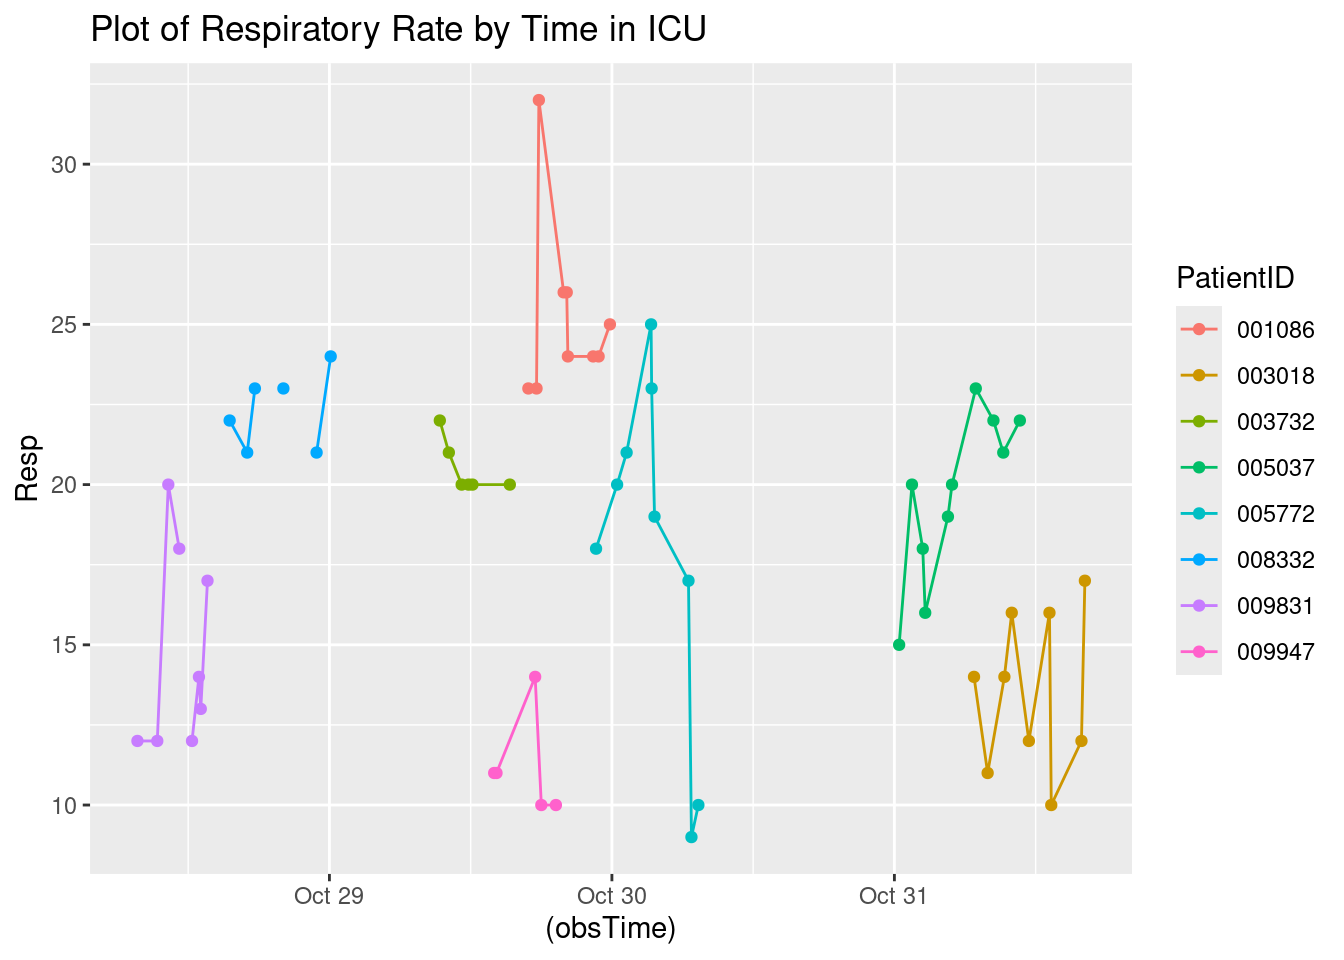 Plot of Respiratory Rate by Time in ICU
Resp
30
25
20
15
10
Oct 29
Oct 30
Oct 31
(obsTime)
PatientID
001086
003018
003732
005037
005772
008332
009831
009947